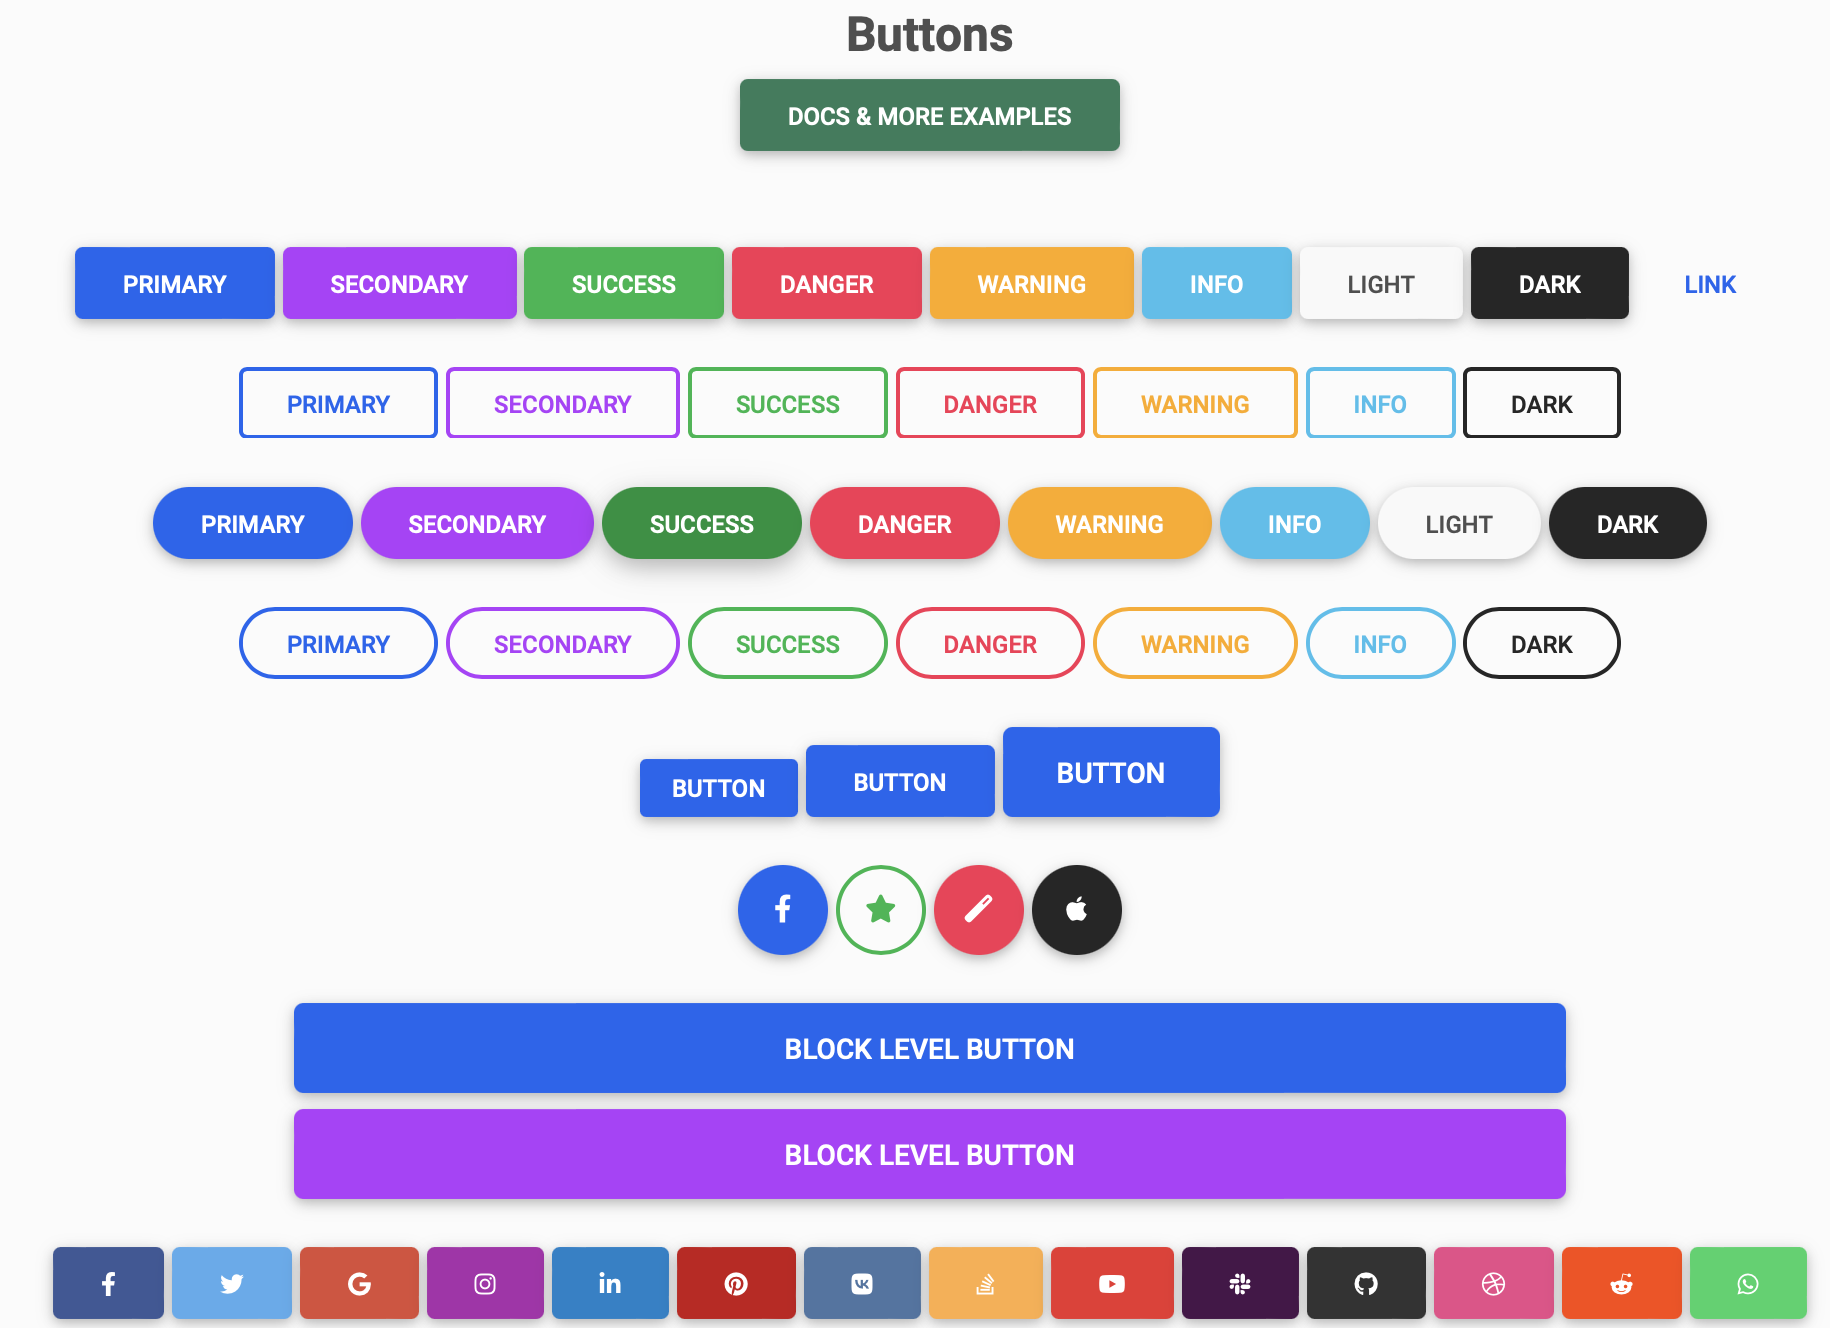 Buttons
DOCS & MORE EXAMPLES
PRIMARY SECONDARY SUCCESS DANGER WARNING INFO LIGHT DARK LINK
PRIMARY SECONDARY SUCCESS DANGER WARNING INFO DARK
PRIMARY SECONDARY SUCCESS DANGER WARNING INFO LIGHT DARK
PRIMARY SECONDARY SUCCESS DANGER WARNING INFO DARK
BUTTON BUTTON BUTTON
BLOCK LEVEL BUTTON
BLOCK LEVEL BUTTON